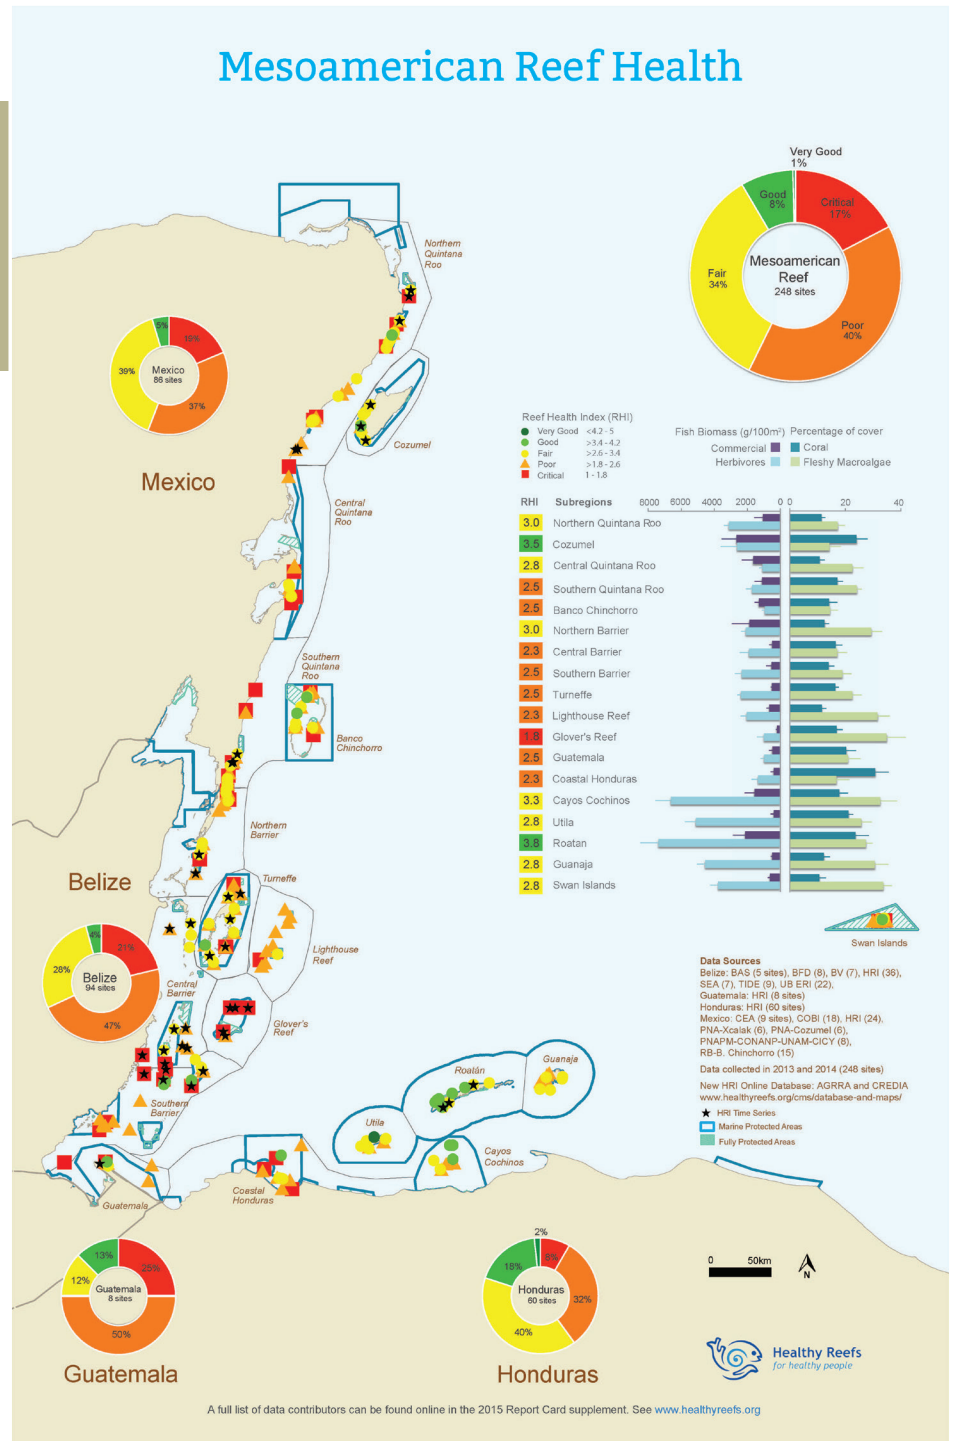 Mesoamerican Reef Health
Very Good
1%
Good
8%
Critical
17%
Mesoamerican
Reef
248 sites
Fair
34%
Poor
40%
Northern
Quintana
Roo
5%
39%
Mexico
86 sites
37%
Mexico
Cozumel
Central
Quintana
Roo
Reef Health Index (RHI)
Very Good <4.2 - 5
Good >3.4 - 4.2
Fair >2.6 - 3.4
Poor >1.8 - 2.6
Critical 1 - 1.8
Fish Biomass (g/100m²) Percentage of cover
Commercial Coral
Herbivores Fleshy Macroalgae
RHI Subregions 8000 6000 4000 2000 0 0 20 40
3.0 Northern Quintana Roo
3.5 Cozumel
2.8 Central Quintana Roo
2.5 Southern Quintana Roo
2.5 Banco Chinchorro
3.0 Northern Barrier
2.3 Central Barrier
2.5 Southern Barrier
2.5 Turneffe
2.3 Lighthouse Reef
1.8 Glover's Reef
2.5 Guatemala
2.3 Coastal Honduras
3.3 Cayos Cochinos
2.8 Utila
3.8 Roatan
2.8 Guanaja
2.8 Swan Islands
Southern
Quintana
Roo
Banco
Chinchorro
Northern
Barrier
Belize
Turneffe
4%
21%
28%
Belize
94 sites
47%
Central
Barrier
Lighthouse
Reef
Glover's
Reef
Swan Islands
Data Sources
Belize: BAS (5 sites), BFD (8), BV (7), HRI (36),
SEA (7), TIDE (9), UB ERI (22),
Guatemala: HRI (8 sites)
Honduras: HRI (60 sites)
Mexico: CEA (9 sites), COBI (18), HRI (24),
PNA-Xcalak (6), PNA-Cozumel (6),
PNAPM-CONANP-UNAM-CICY (8),
RB-B. Chinchorro (15)
Data collected in 2013 and 2014 (248 sites)
New HRI Online Database: AGRRA and CREDIA
www.healthyreefs.org/cms/database-and-maps/
HRI Time Series
Marine Protected Areas
Fully Protected Areas
Southern
Barrier
Guanaja
Roatán
Utila
Cayos
Cochinos
Coastal
Honduras
Guatemala
13%
25%
12%
Guatemala
8 sites
50%
Guatemala
2%
8%
18%
Honduras
60 sites
32%
40%
Honduras
0 50km
N
Healthy Reefs
for healthy people
A full list of data contributors can be found online in the 2015 Report Card supplement. See www.healthyreefs.org